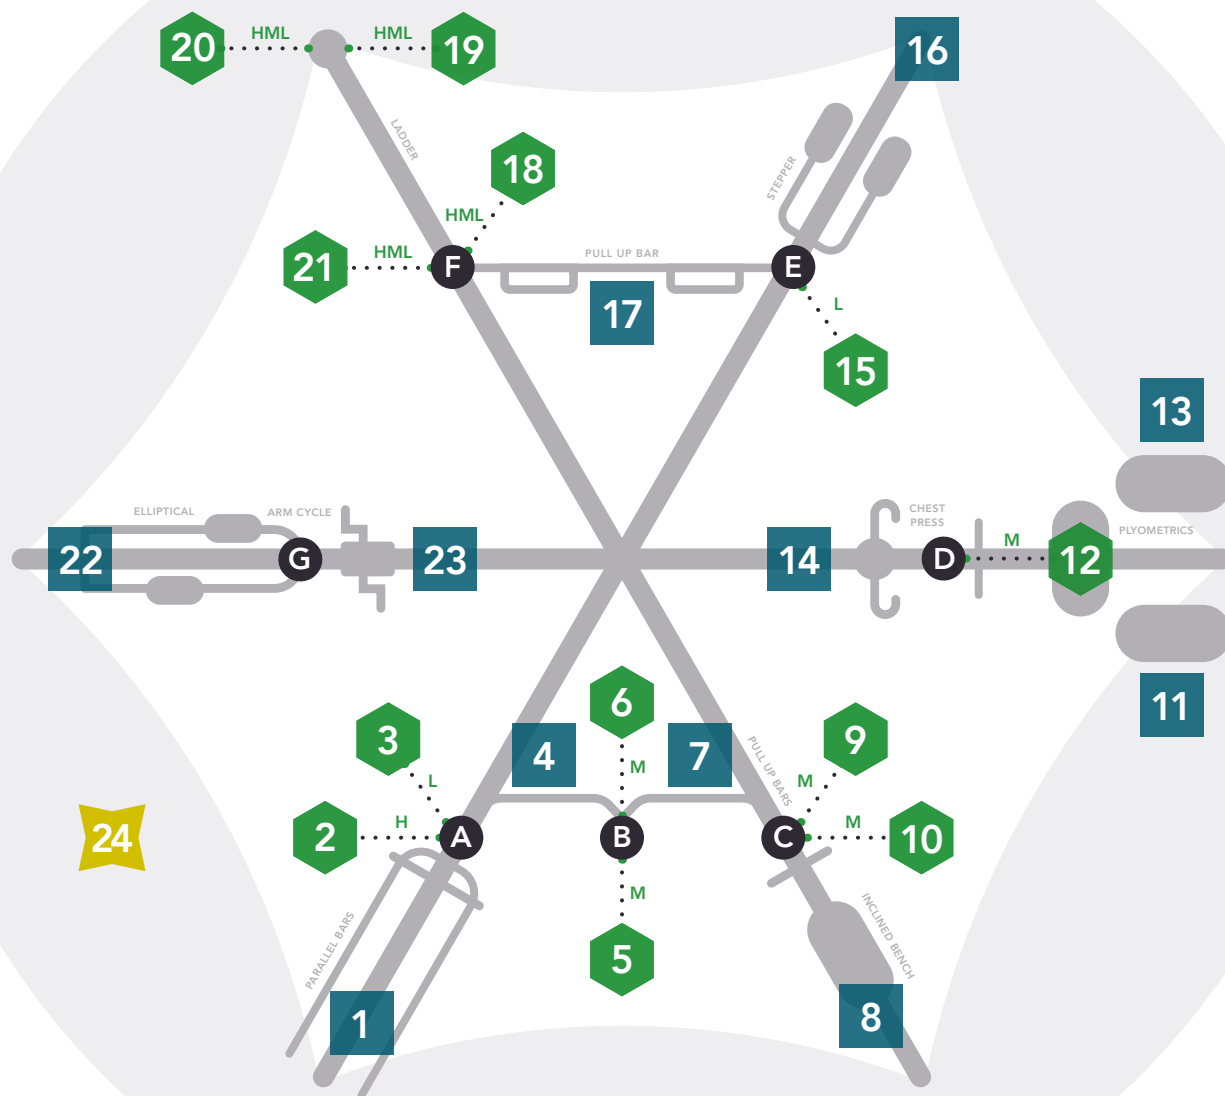 20 HML HML 19
16
LADDER
18
STEPPER
HML
21 HML F PULL UP BAR E
17
L
15
13
ELLIPTICAL ARM CYCLE
CHEST
PRESS
PLYOMETRICS
22 G 23 14 D M 12
11
6
3 4 M 7 PULL UP BARS 9
L M
2 H A B C M 10
24
M
PARALLEL BARS
5
INCLINED BENCH
1
8